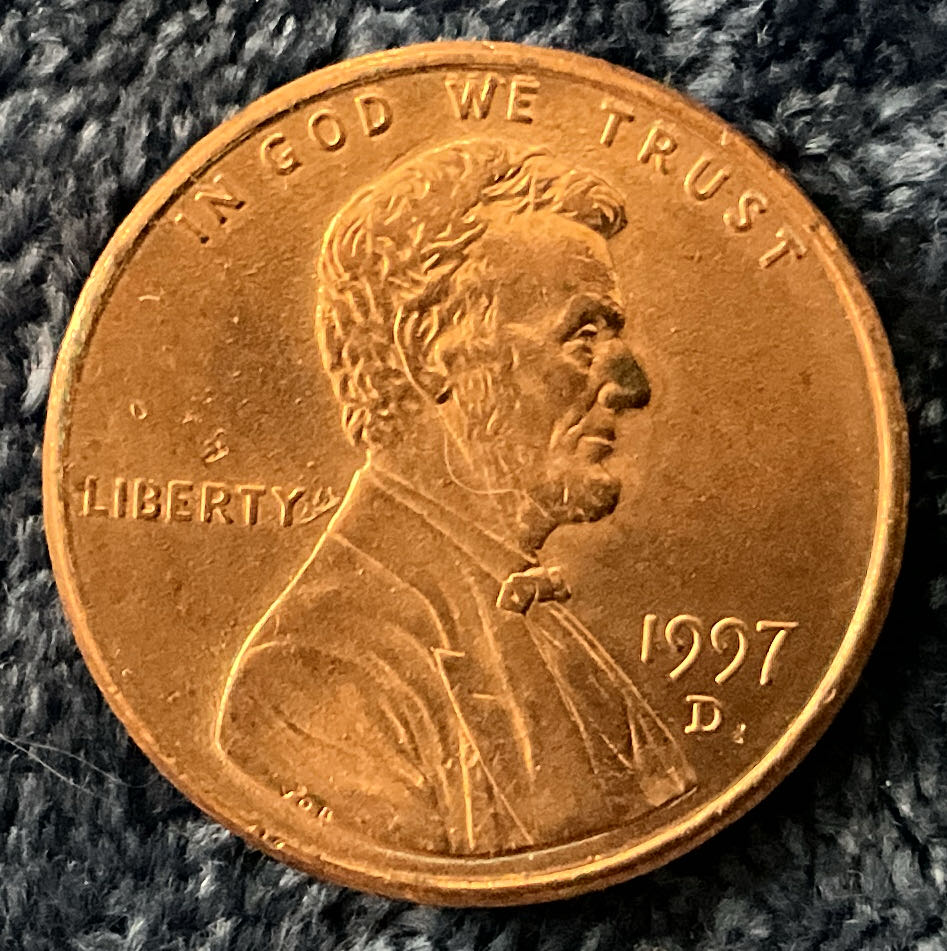 IN GOD WE TRUST
LIBERTY
1997
D